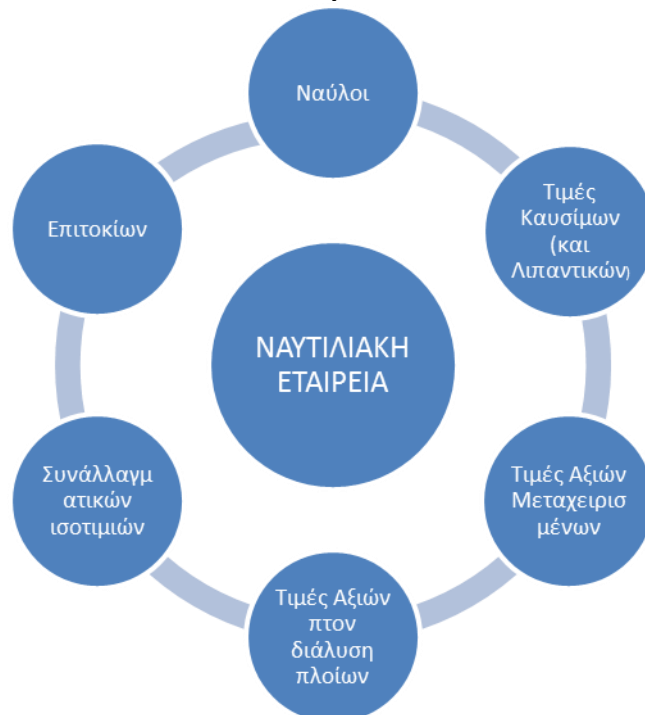 Ναύλοι
Τιμές
Καυσίμων
(και
Λιπαντικών)
Τιμές Αξιών
Μεταχειρισ
μένων
Τιμές Αξιών
πτον
διάλυση
πλοίων
Συνάλλαγμ
ατικών
ισοτιμιών
Επιτοκίων
ΝΑΥΤΙΛΙΑΚΗ
ΕΤΑΙΡΕΙΑ